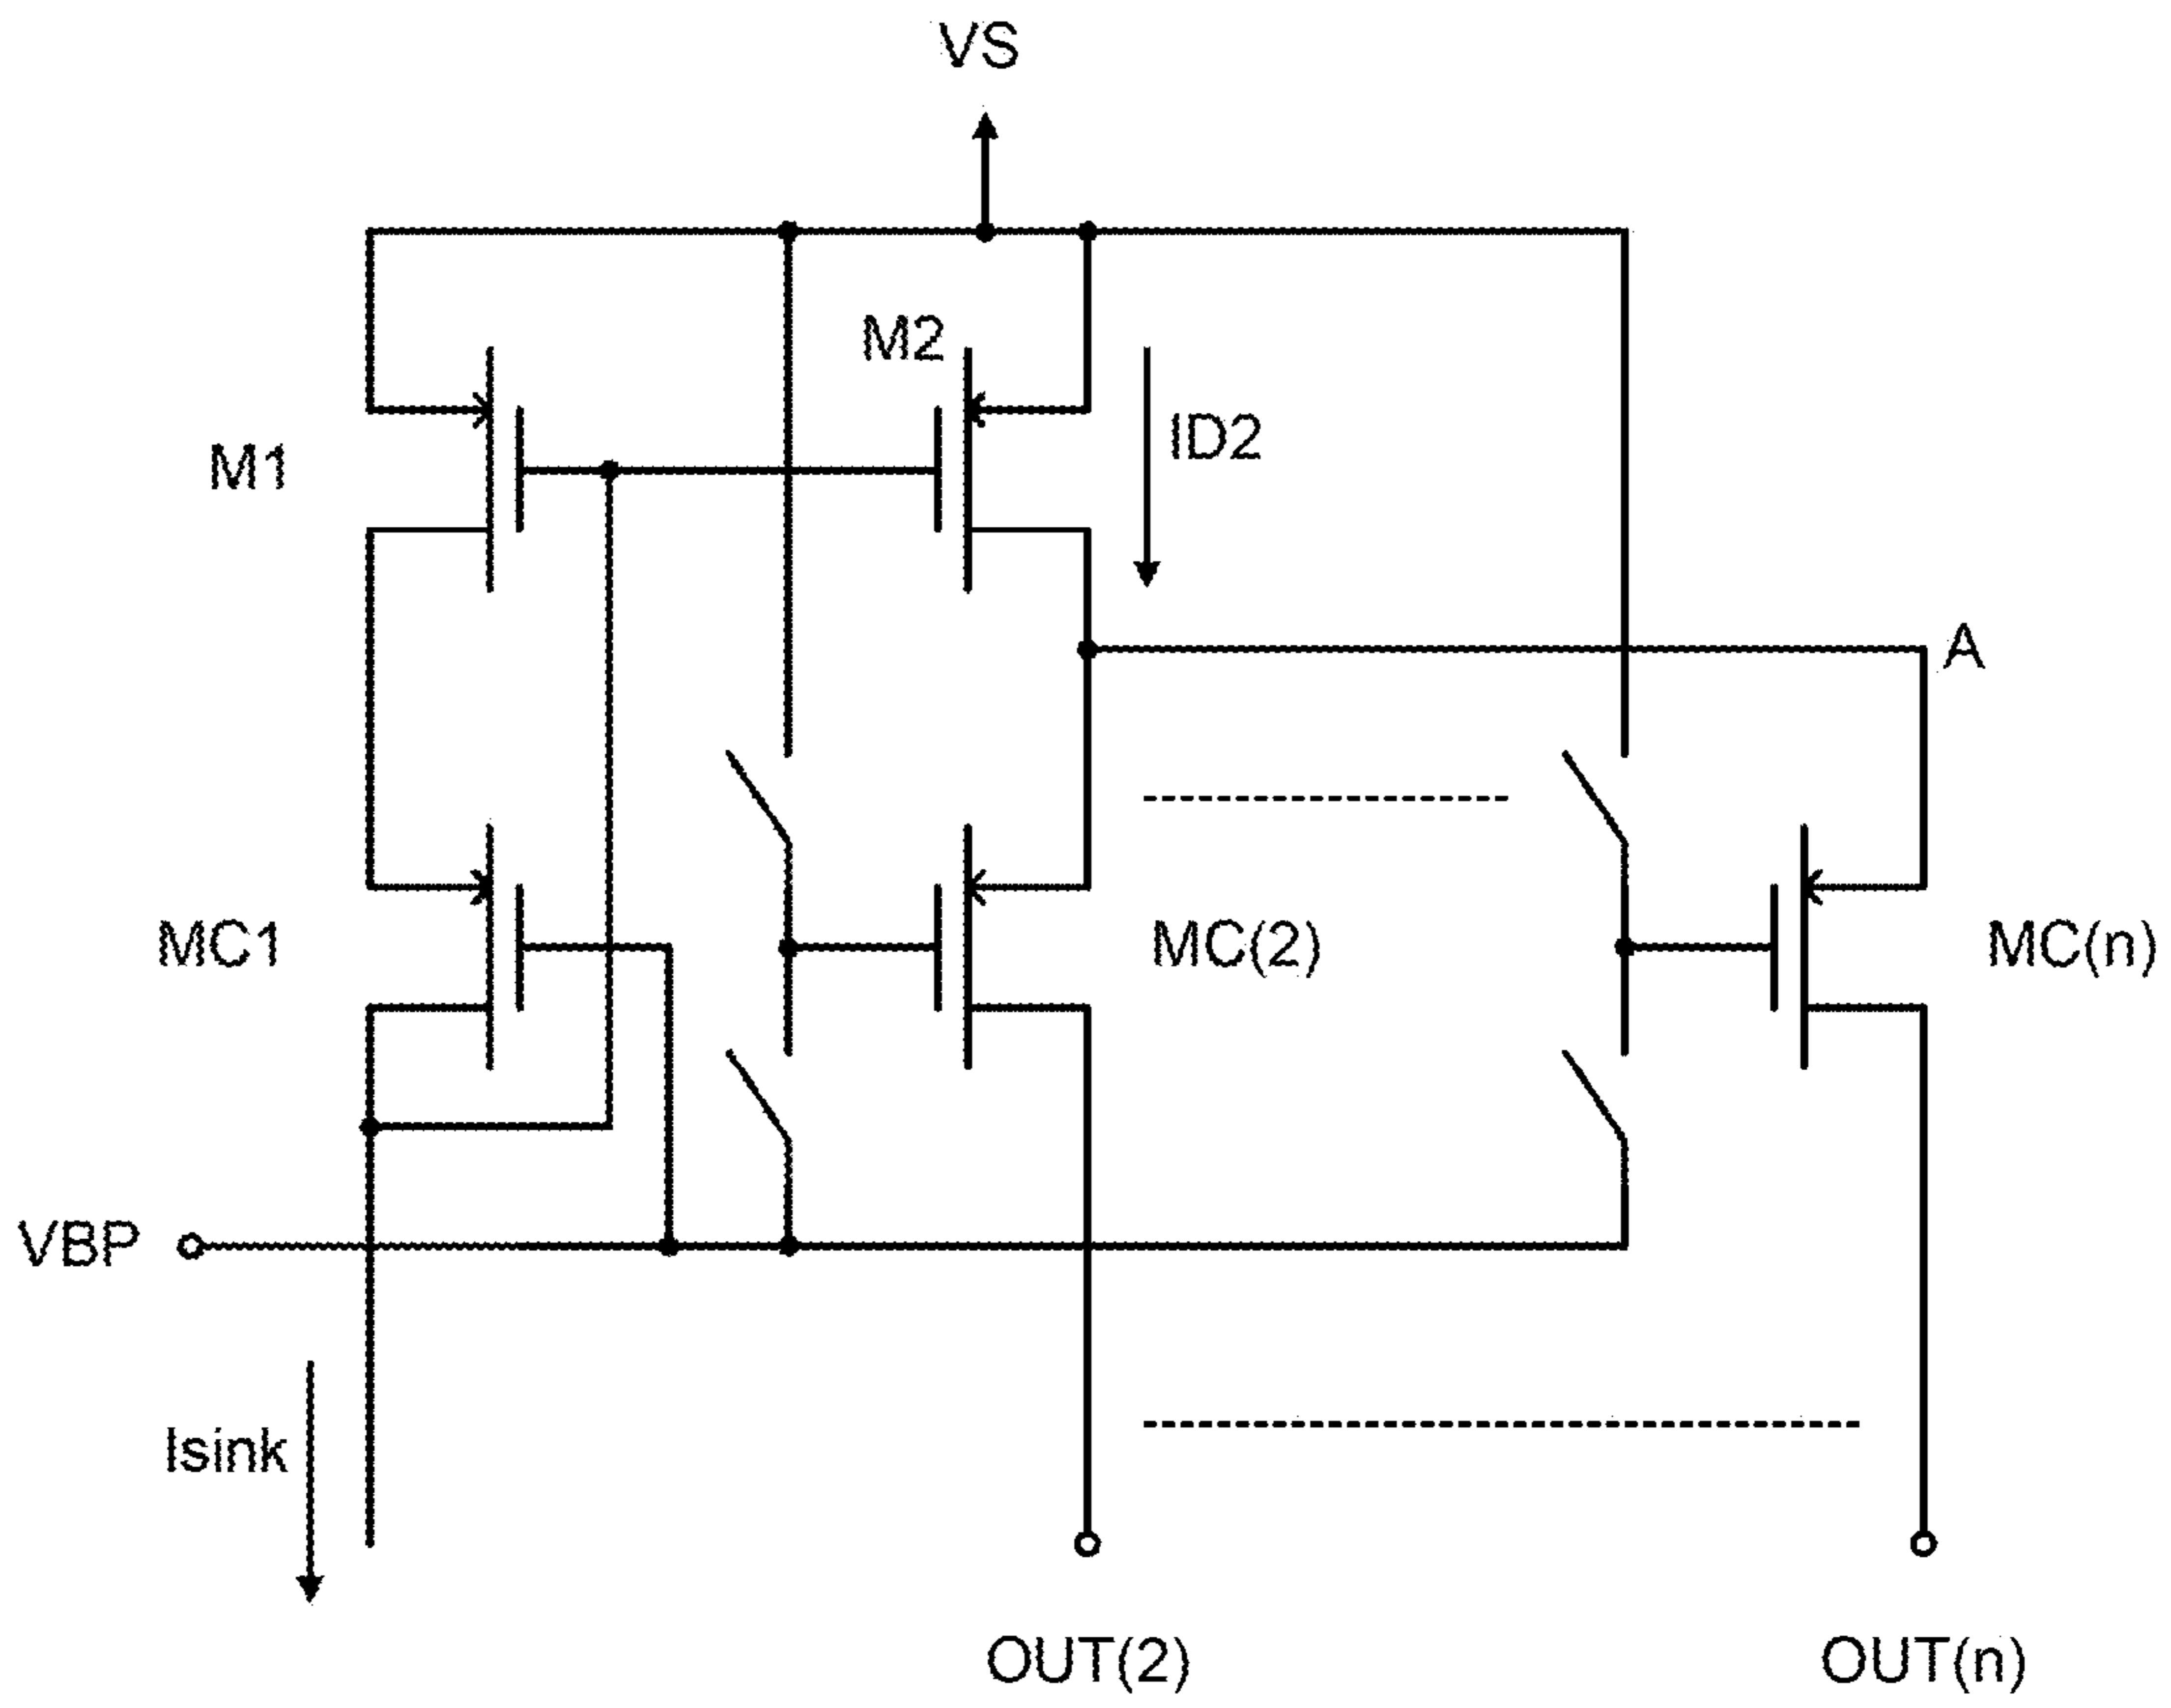 VS
M2
M1
ID2
A
MC1
MC(2)
MC(n)
VBP
Isink
OUT(2)
OUT(n)